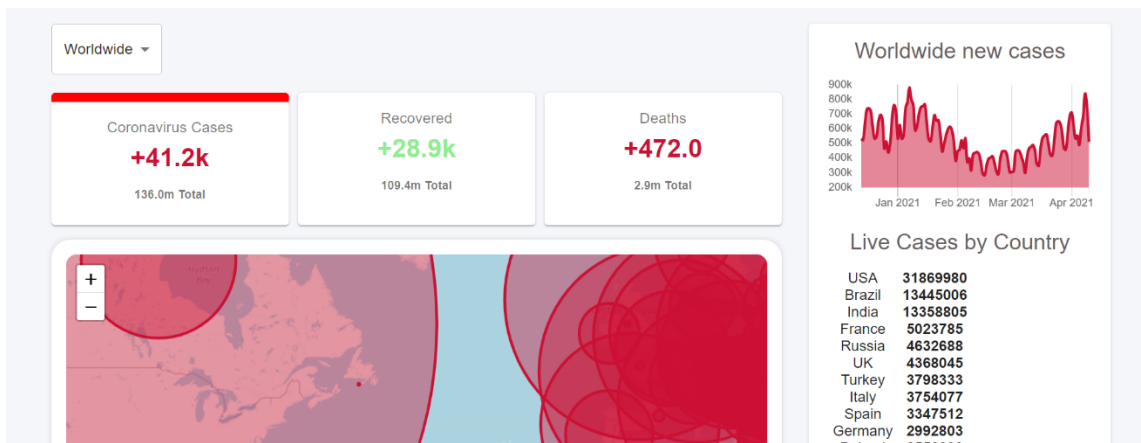 Worldwide
Coronavirus Cases
+41.2k
136.0m Total
Recovered
+28.9k
109.4m Total
Deaths
+472.0
2.9m Total
+
−
Worldwide new cases
900k
800k
700k
600k
500k
400k
300k
200k
Jan 2021 Feb 2021 Mar 2021 Apr 2021
Live Cases by Country
USA 31869980
Brazil 13445006
India 13358805
France 5023785
Russia 4632688
UK 4368045
Turkey 3798333
Italy 3754077
Spain 3347512
Germany 2992803